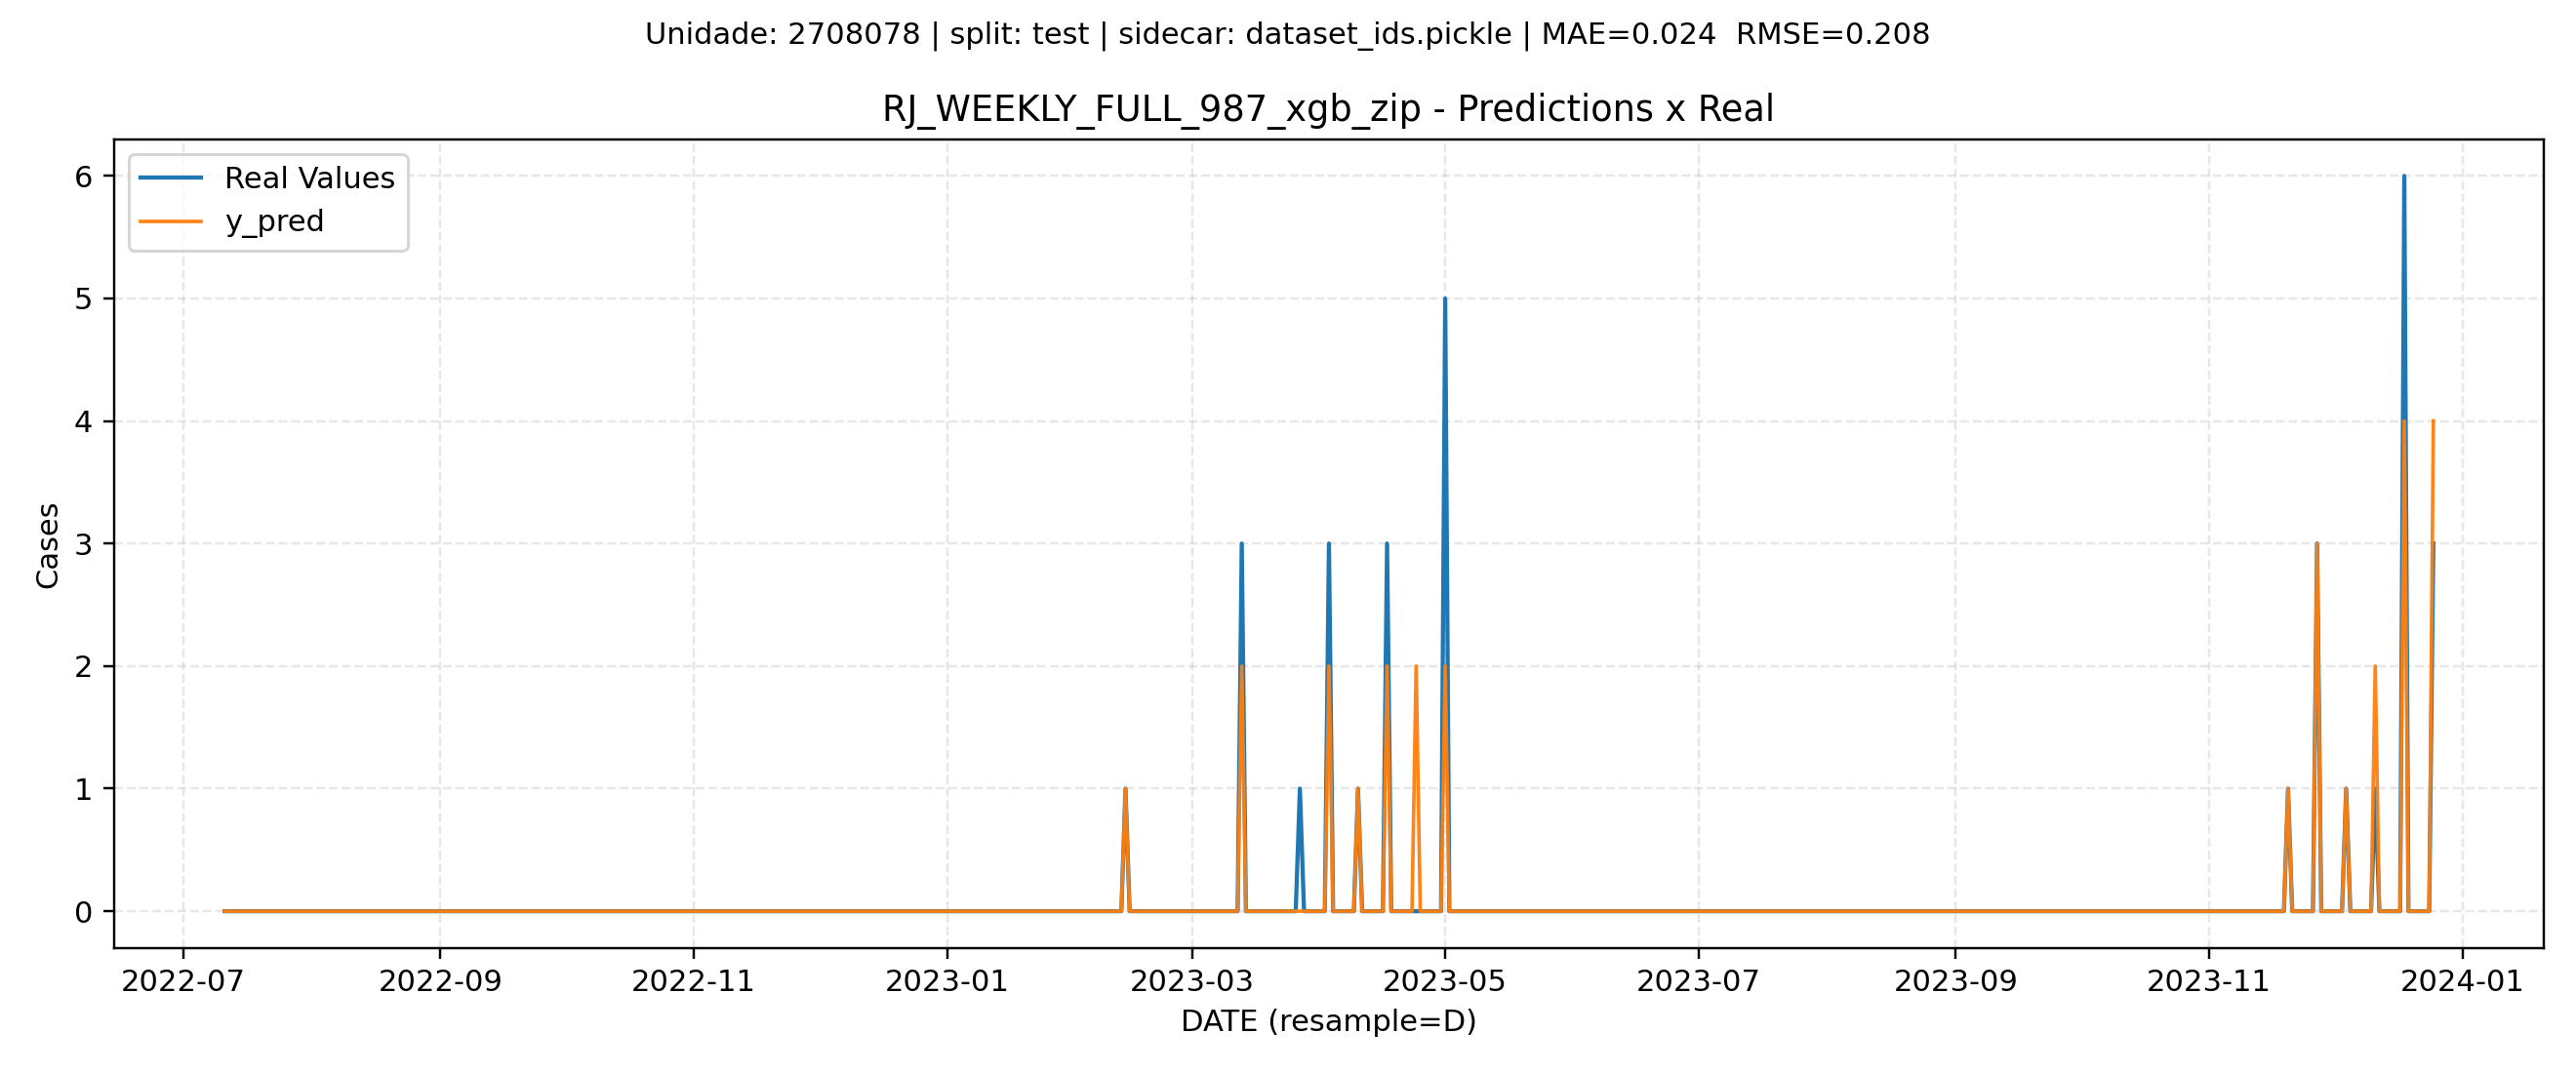 Unidade: 2708078 | split: test | sidecar: dataset_ids.pickle | MAE=0.024  RMSE=0.208
RJ_WEEKLY_FULL_987_xgb_zip - Predictions x Real
Real Values
y_pred
6
5
4
3
2
1
0
Cases
2022-07
2022-09
2022-11
2023-01
2023-03
2023-05
2023-07
2023-09
2023-11
2024-01
DATE (resample=D)